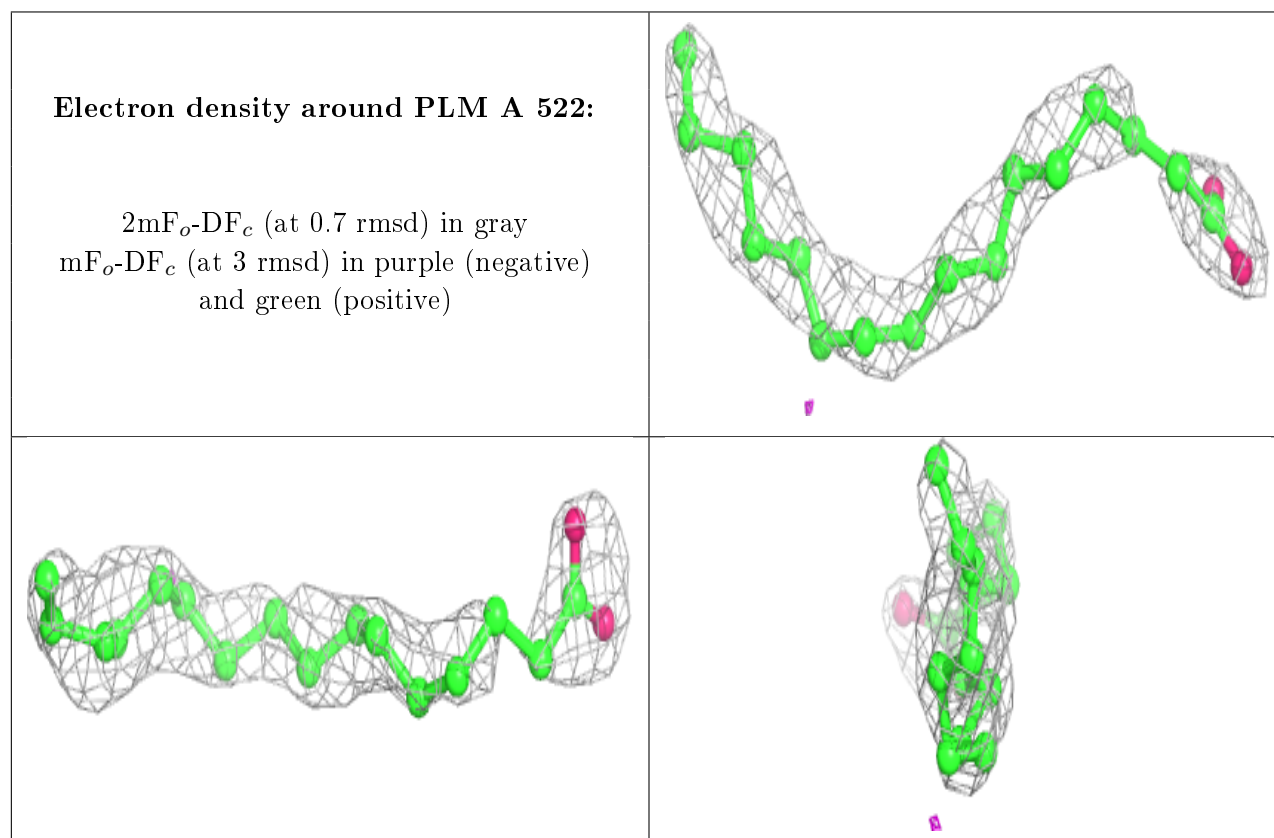 Electron density around PLM A 522:
2mFo-DFc (at 0.7 rmsd) in gray
mFo-DFc (at 3 rmsd) in purple (negative)
and green (positive)